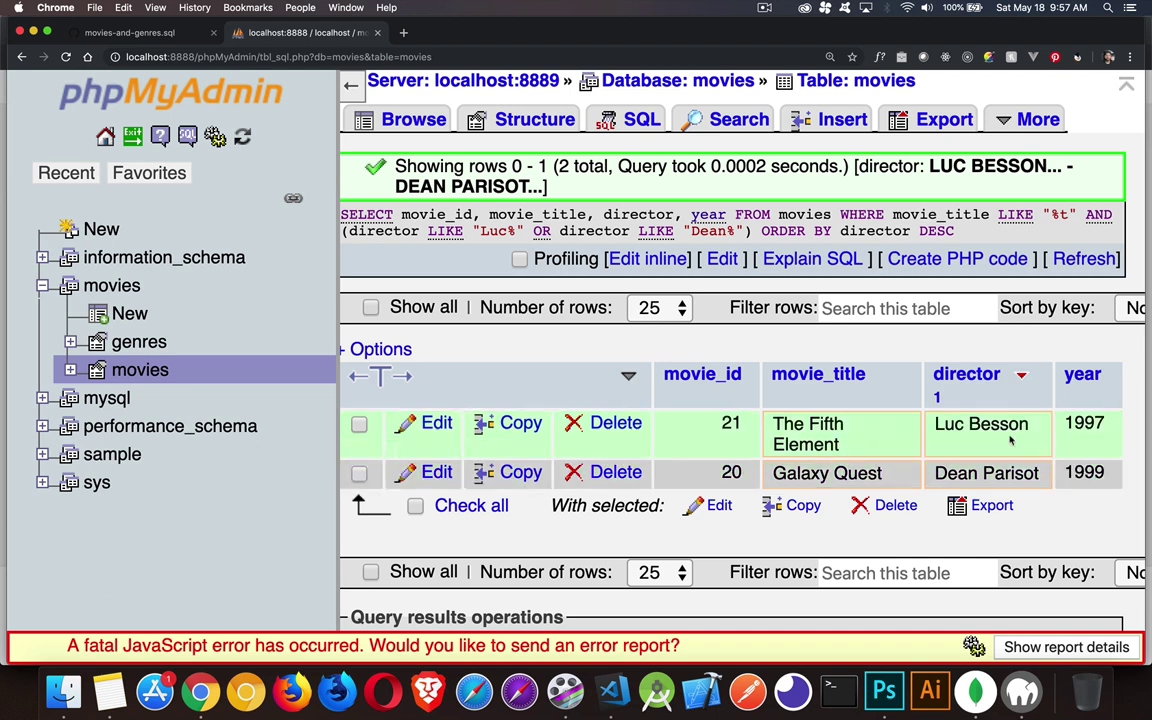 Chrome File Edit View History Bookmarks People Window Help 100% Sat May 18 9:57 AM
movies-and-genres.sql × localhost:8888 / localhost / mo × +
localhost:8888/phpMyAdmin/tbl_sql.php?db=movies&table=movies
phpMyAdmin
Recent Favorites
New
information_schema
movies
New
genres
movies
mysql
performance_schema
sample
sys
Server: localhost:8889 » Database: movies » Table: movies
Browse Structure SQL Search Insert Export More
Showing rows 0 - 1 (2 total, Query took 0.0002 seconds.) [director: LUC BESSON... -
DEAN PARISOT...]
SELECT movie_id, movie_title, director, year FROM movies WHERE movie_title LIKE "%t" AND
(director LIKE "Luc%" OR director LIKE "Dean%") ORDER BY director DESC
Profiling [Edit inline] [ Edit ] [ Explain SQL ] [ Create PHP code ] [ Refresh]
Show all | Number of rows: 25 Filter rows: Search this table Sort by key: No
+ Options
←T→ movie_id movie_title director 1 year
Edit Copy Delete 21 The Fifth Element Luc Besson 1997
Edit Copy Delete 20 Galaxy Quest Dean Parisot 1999
Check all With selected: Edit Copy Delete Export
Show all | Number of rows: 25 Filter rows: Search this table Sort by key: No
Query results operations
A fatal JavaScript error has occurred. Would you like to send an error report? Show report details
1 >_ Ps Ai